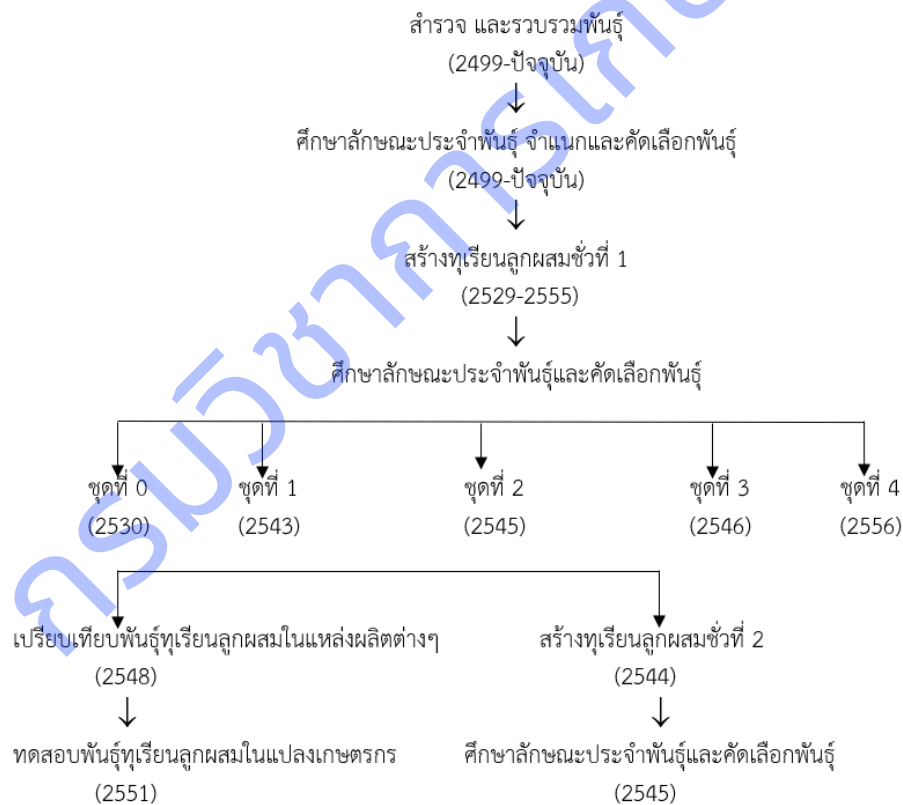 สำรวจ และรวบรวมพันธุ์
(2499-ปัจจุบัน)
ศึกษาลักษณะประจำพันธุ์ จำแนกและคัดเลือกพันธุ์
(2499-ปัจจุบัน)
สร้างทุเรียนลูกผสมชั่วที่ 1
(2529-2555)
ศึกษาลักษณะประจำพันธุ์และคัดเลือกพันธุ์
ชุดที่ 0 ชุดที่ 1 ชุดที่ 2 ชุดที่ 3 ชุดที่ 4
(2530) (2543) (2545) (2546) (2556)
เปรียบเทียบพันธุ์ทุเรียนลูกผสมในแหล่งผลิตต่างๆ สร้างทุเรียนลูกผสมชั่วที่ 2
(2548) (2544)
ทดสอบพันธุ์ทุเรียนลูกผสมในแปลงเกษตรกร ศึกษาลักษณะประจำพันธุ์และคัดเลือกพันธุ์
(2551) (2545)
กรมวิชาการเกษ